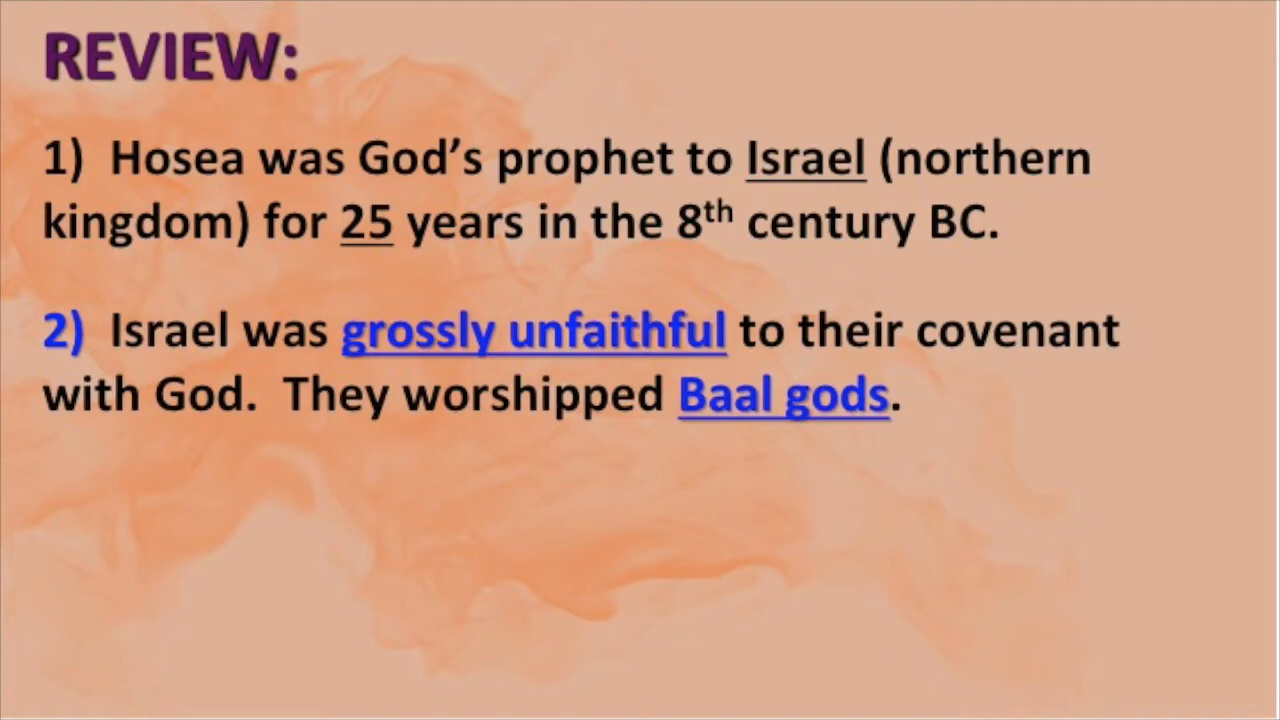 REVIEW:
1) Hosea was God’s prophet to Israel (northern
kingdom) for 25 years in the 8th century BC.
2) Israel was grossly unfaithful to their covenant
with God. They worshipped Baal gods.